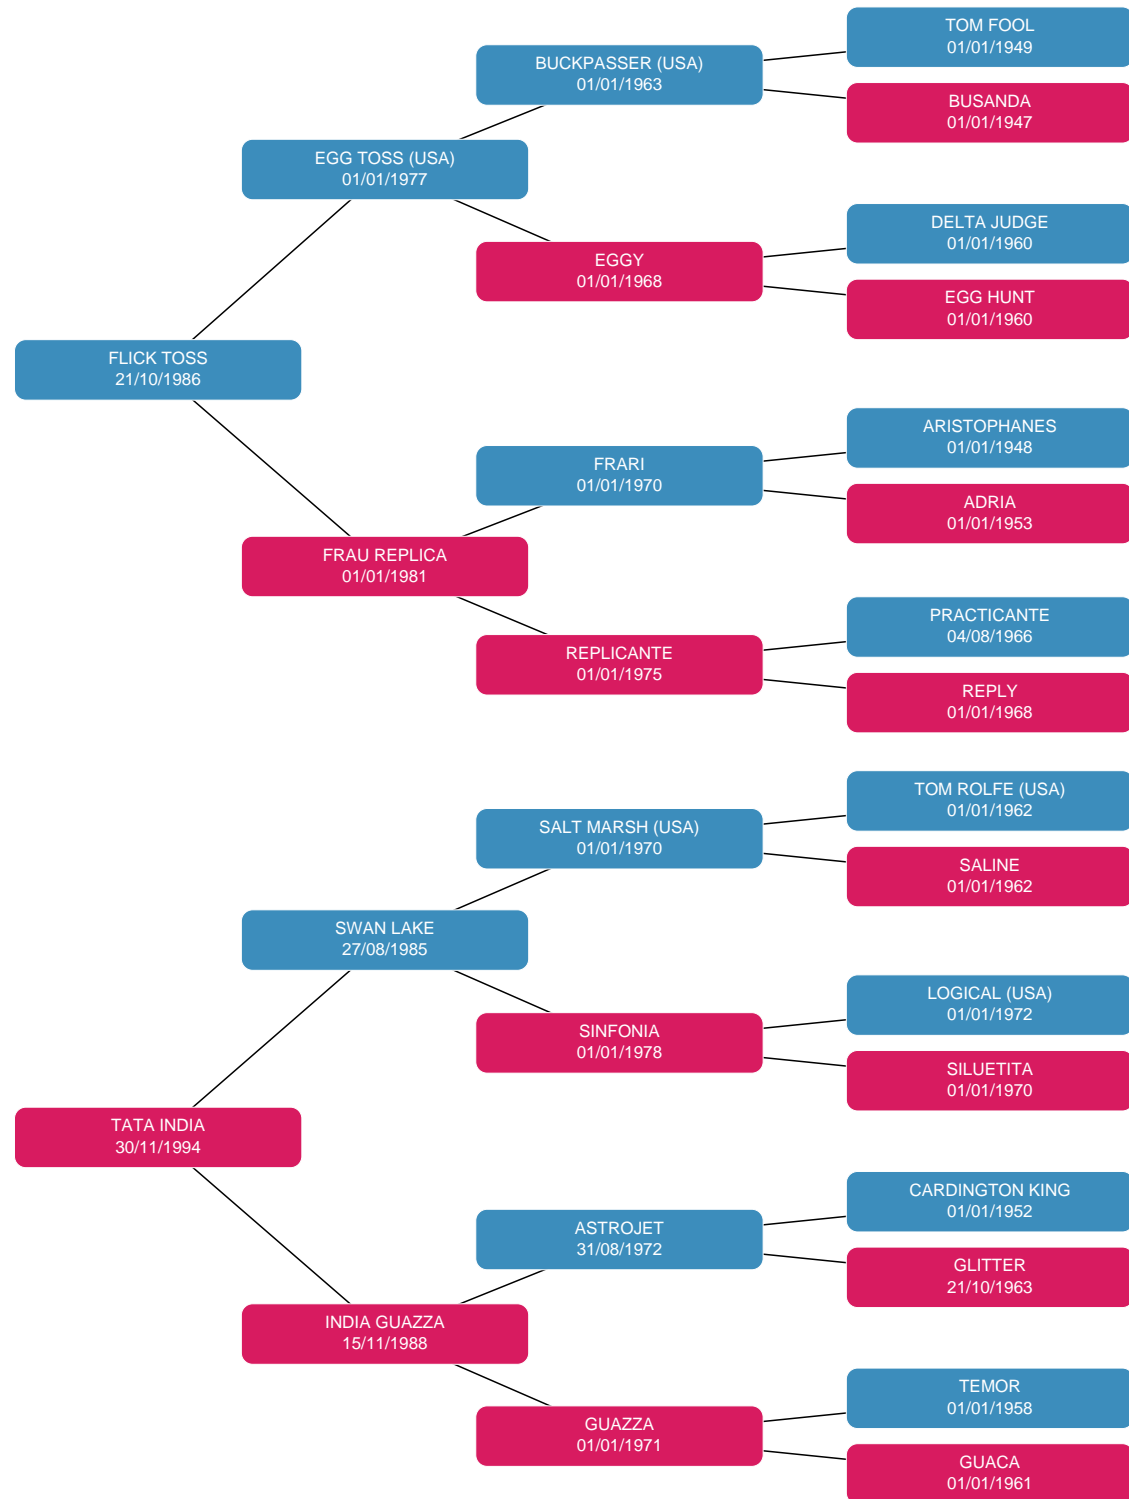 TOM FOOL
01/01/1949
BUCKPASSER (USA)
01/01/1963
BUSANDA
01/01/1947
EGG TOSS (USA)
01/01/1977
DELTA JUDGE
01/01/1960
EGGY
01/01/1968
EGG HUNT
01/01/1960
FLICK TOSS
21/10/1986
ARISTOPHANES
01/01/1948
FRARI
01/01/1970
ADRIA
01/01/1953
FRAU REPLICA
01/01/1981
PRACTICANTE
04/08/1966
REPLICANTE
01/01/1975
REPLY
01/01/1968
TOM ROLFE (USA)
01/01/1962
SALT MARSH (USA)
01/01/1970
SALINE
01/01/1962
SWAN LAKE
27/08/1985
LOGICAL (USA)
01/01/1972
SINFONIA
01/01/1978
SILUETITA
01/01/1970
TATA INDIA
30/11/1994
CARDINGTON KING
01/01/1952
ASTROJET
31/08/1972
GLITTER
21/10/1963
INDIA GUAZZA
15/11/1988
TEMOR
01/01/1958
GUAZZA
01/01/1971
GUACA
01/01/1961